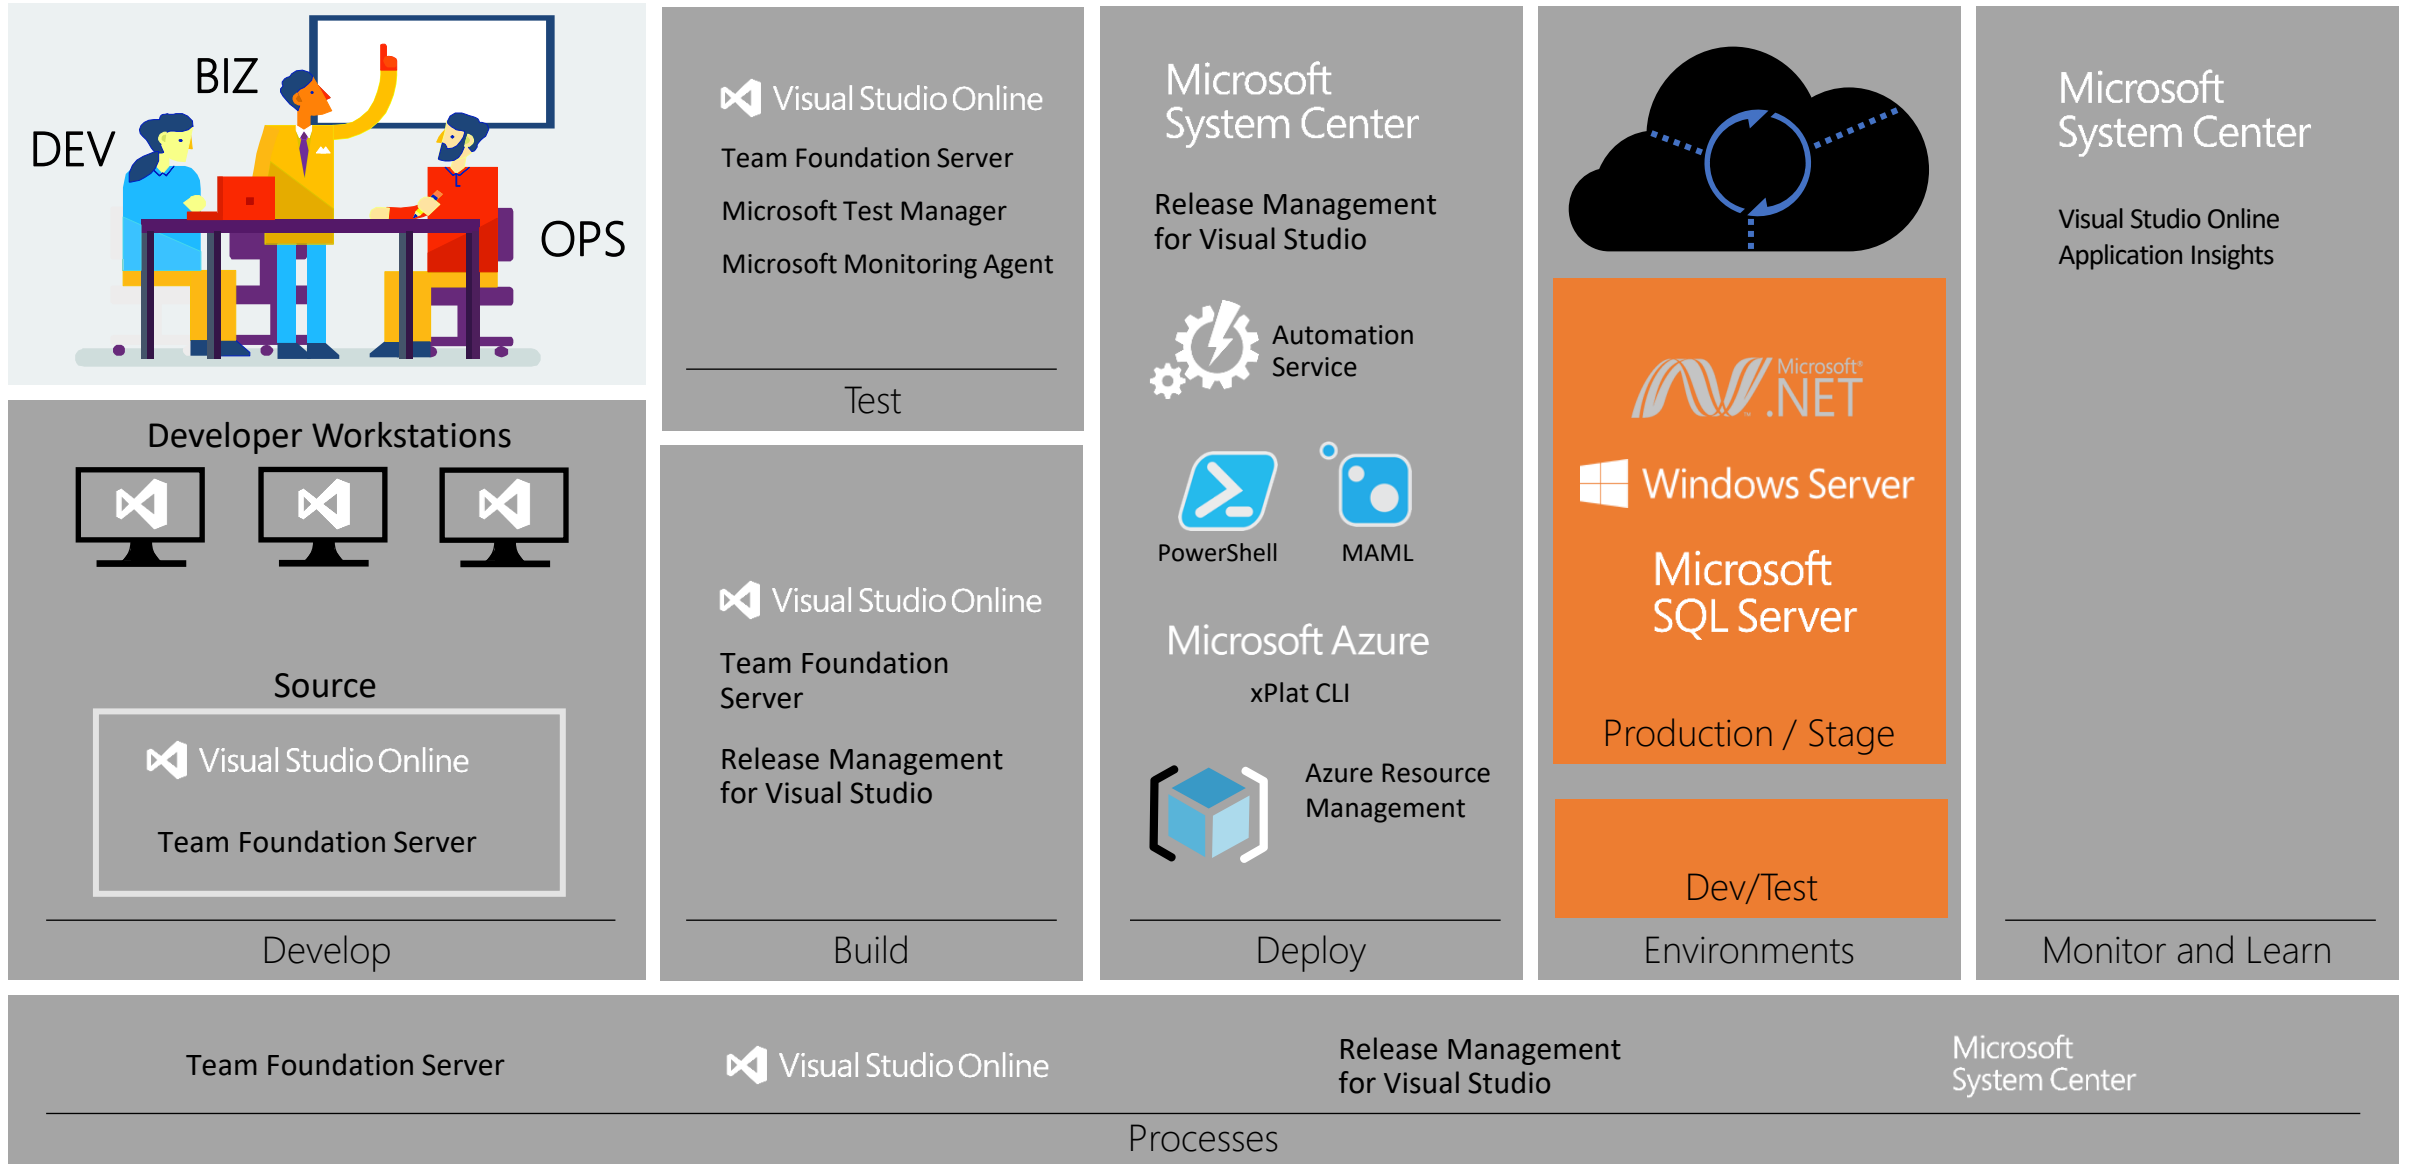 BIZ
DEV
OPS
Developer Workstations
Source
Visual Studio Online
Team Foundation Server
Develop
Visual Studio Online
Team Foundation Server
Microsoft Test Manager
Microsoft Monitoring Agent
Test
Visual Studio Online
Team Foundation
Server
Release Management
for Visual Studio
Build
Microsoft
System Center
Release Management
for Visual Studio
Automation
Service
PowerShell
MAML
Microsoft Azure
xPlat CLI
Azure Resource
Management
Deploy
Microsoft®
.NET
Windows Server
Microsoft
SQL Server
Production / Stage
Dev/Test
Environments
Microsoft
System Center
Visual Studio Online
Application Insights
Monitor and Learn
Team Foundation Server
Visual Studio Online
Release Management
for Visual Studio
Microsoft
System Center
Processes